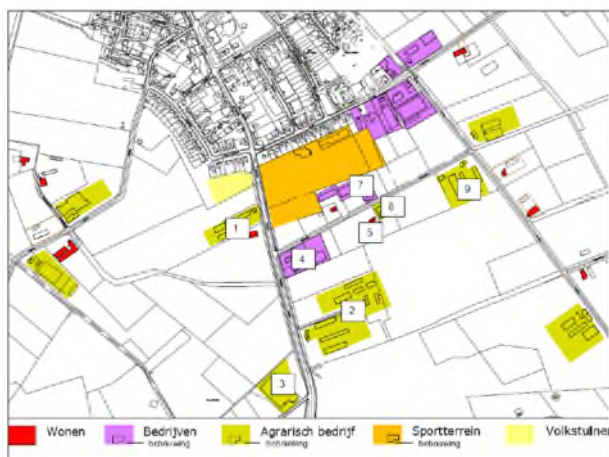 7
9
6
1
5
4
2
3
Wonen
Bedrijven
bebouwing
Agrarisch bedrijf
bebouwing
Sportterrein
bebouwing
Volkstuinen